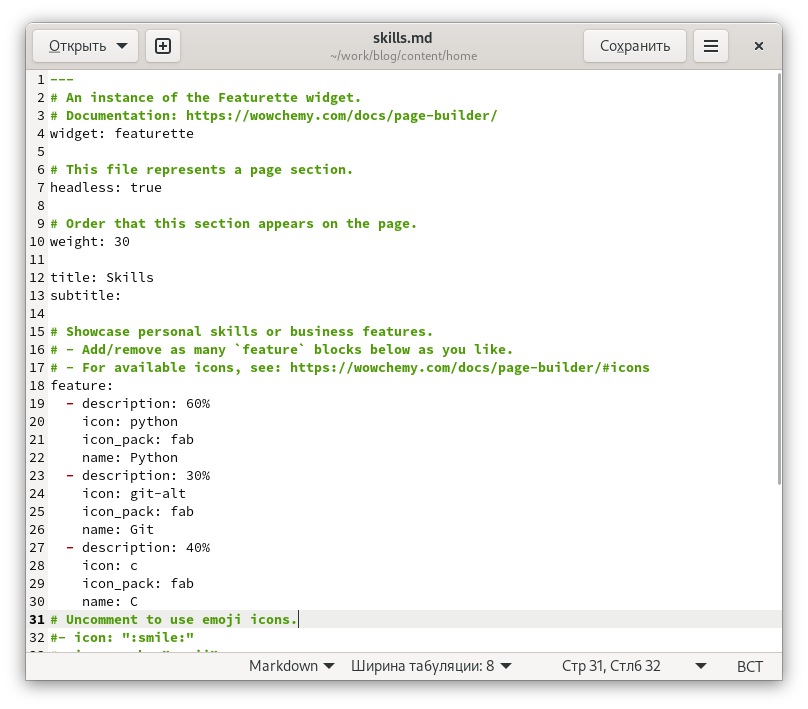 Открыть
skills.md
~/work/blog/content/home
Сохранить
1 ---
2 # An instance of the Featurette widget.
3 # Documentation: https://wowchemy.com/docs/page-builder/
4 widget: featurette
5
6 # This file represents a page section.
7 headless: true
8
9 # Order that this section appears on the page.
10 weight: 30
11
12 title: Skills
13 subtitle:
14
15 # Showcase personal skills or business features.
16 # - Add/remove as many `feature` blocks below as you like.
17 # - For available icons, see: https://wowchemy.com/docs/page-builder/#icons
18 feature:
19   - description: 60%
20     icon: python
21     icon_pack: fab
22     name: Python
23   - description: 30%
24     icon: git-alt
25     icon_pack: fab
26     name: Git
27   - description: 40%
28     icon: c
29     icon_pack: fab
30     name: C
31 # Uncomment to use emoji icons.
32 #- icon: ":smile:"
Markdown Ширина табуляции: 8 Стр 31, Стлб 32 ВСТ